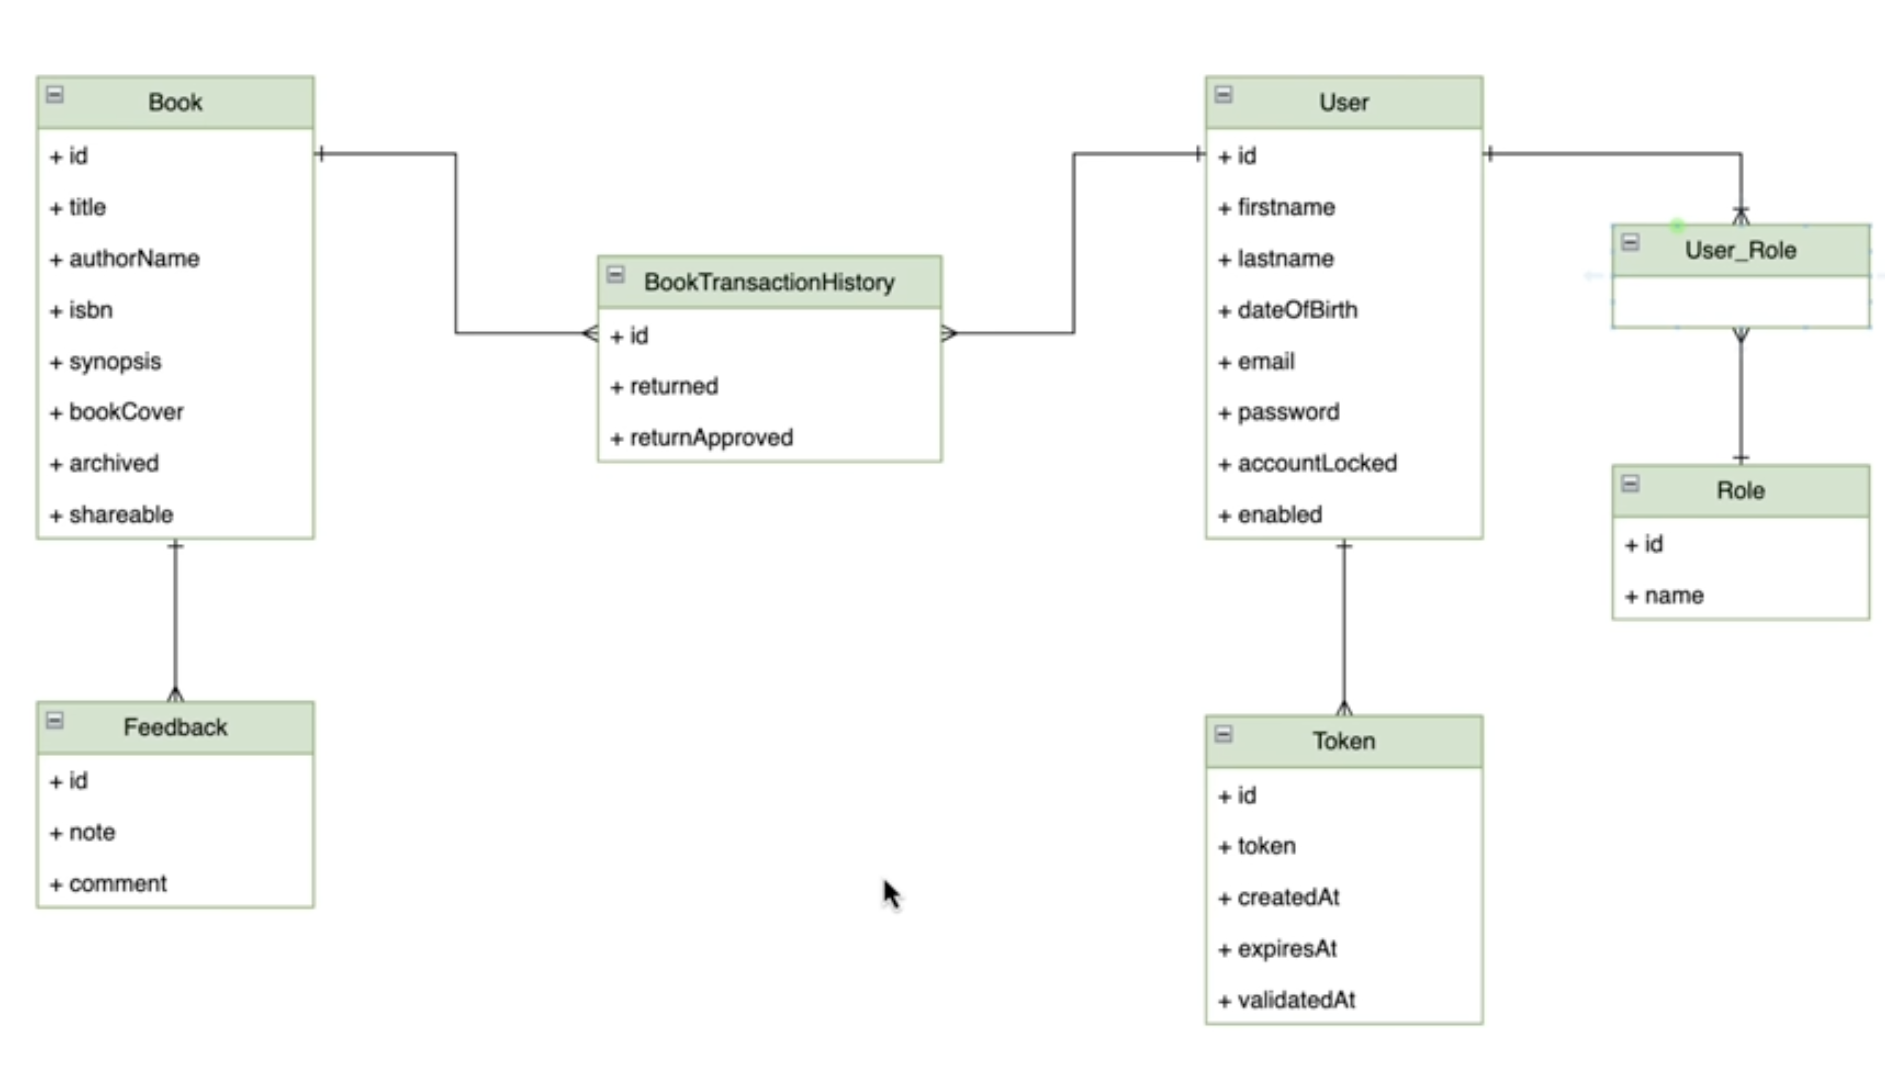 Book
+ id
+ title
+ authorName
+ isbn
+ synopsis
+ bookCover
+ archived
+ shareable
BookTransactionHistory
+ id
+ returned
+ returnApproved
User
+ id
+ firstname
+ lastname
+ dateOfBirth
+ email
+ password
+ accountLocked
+ enabled
User_Role
Role
+ id
+ name
Feedback
+ id
+ note
+ comment
Token
+ id
+ token
+ createdAt
+ expiresAt
+ validatedAt